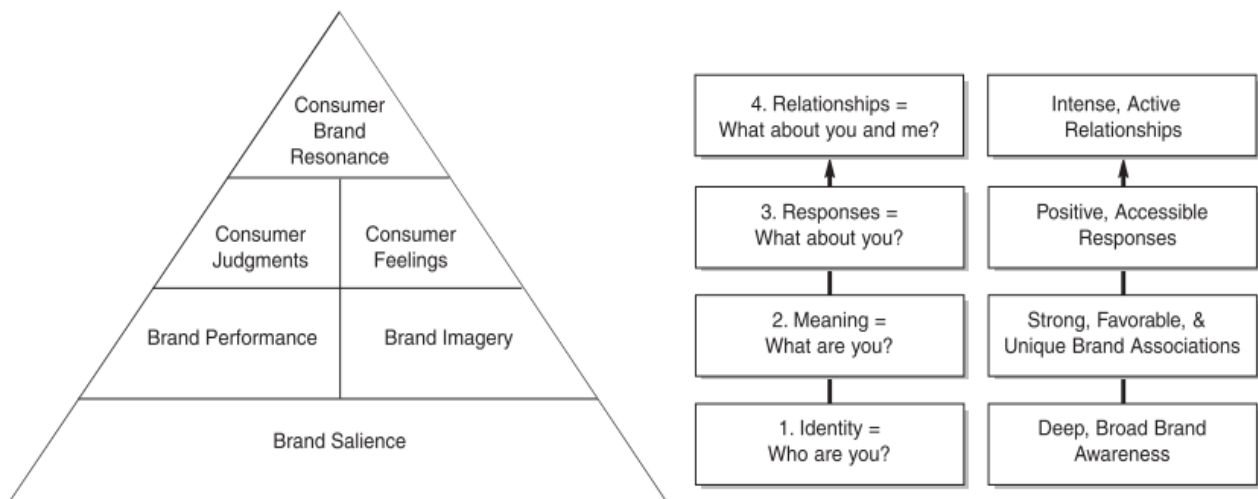 Consumer
Brand
Resonance
Consumer
Judgments
Consumer
Feelings
Brand Performance
Brand Imagery
Brand Salience
4. Relationships =
What about you and me?
3. Responses =
What about you?
2. Meaning =
What are you?
1. Identity =
Who are you?
Intense, Active
Relationships
Positive, Accessible
Responses
Strong, Favorable, &
Unique Brand Associations
Deep, Broad Brand
Awareness